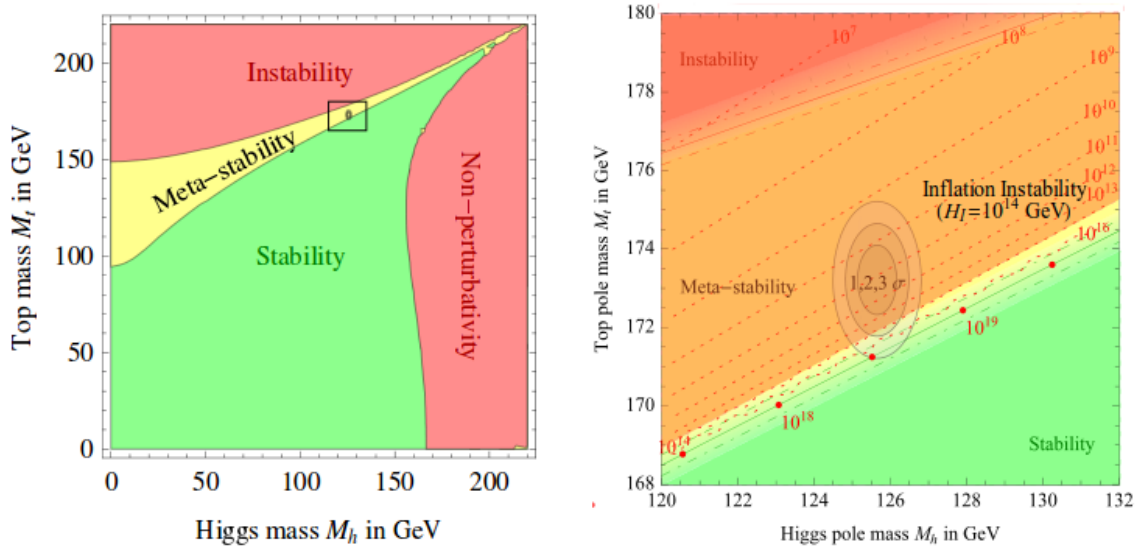 Instability
Meta−stability
Stability
Non−perturbativity
200
150
100
50
0
0 50 100 150 200
Top mass M_t in GeV
Higgs mass M_h in GeV
180
178
176
174
172
170
168
120 122 124 126 128 130 132
Top pole mass M_t in GeV
Higgs pole mass M_h in GeV
Instability
10^7
10^8
10^9
10^10
10^11
10^12
10^13
Inflation Instability
(H_I=10^14 GeV)
10^16
Meta−stability
1,2,3 σ
10^19
10^18
10^14
Stability